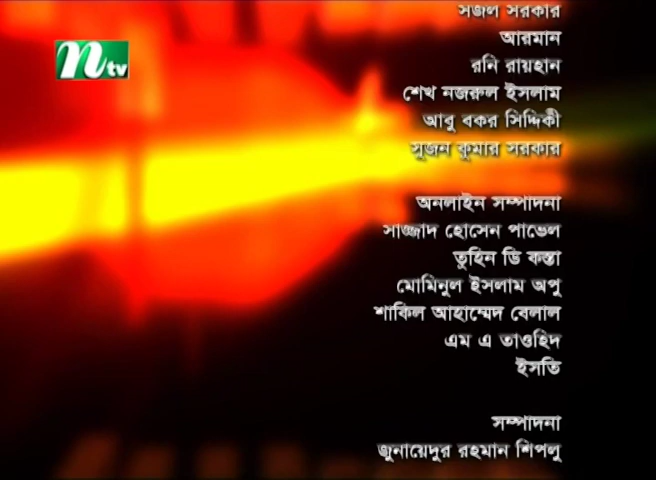 সজল সরকার
ntv
আরমান
রনি রায়হান
শেখ নজরুল ইসলাম
আবু বকর সিদ্দিকী
সুজন কুমার সরকার
অনলাইন সম্পাদনা
সাজ্জাদ হোসেন পাভেল
তুহিন ডি কস্তা
মোমিনুল ইসলাম অপু
শাকিল আহাম্মেদ বেলাল
এম এ তাওহিদ
ইসতি
সম্পাদনা
জুনায়েদুর রহমান শিপলু